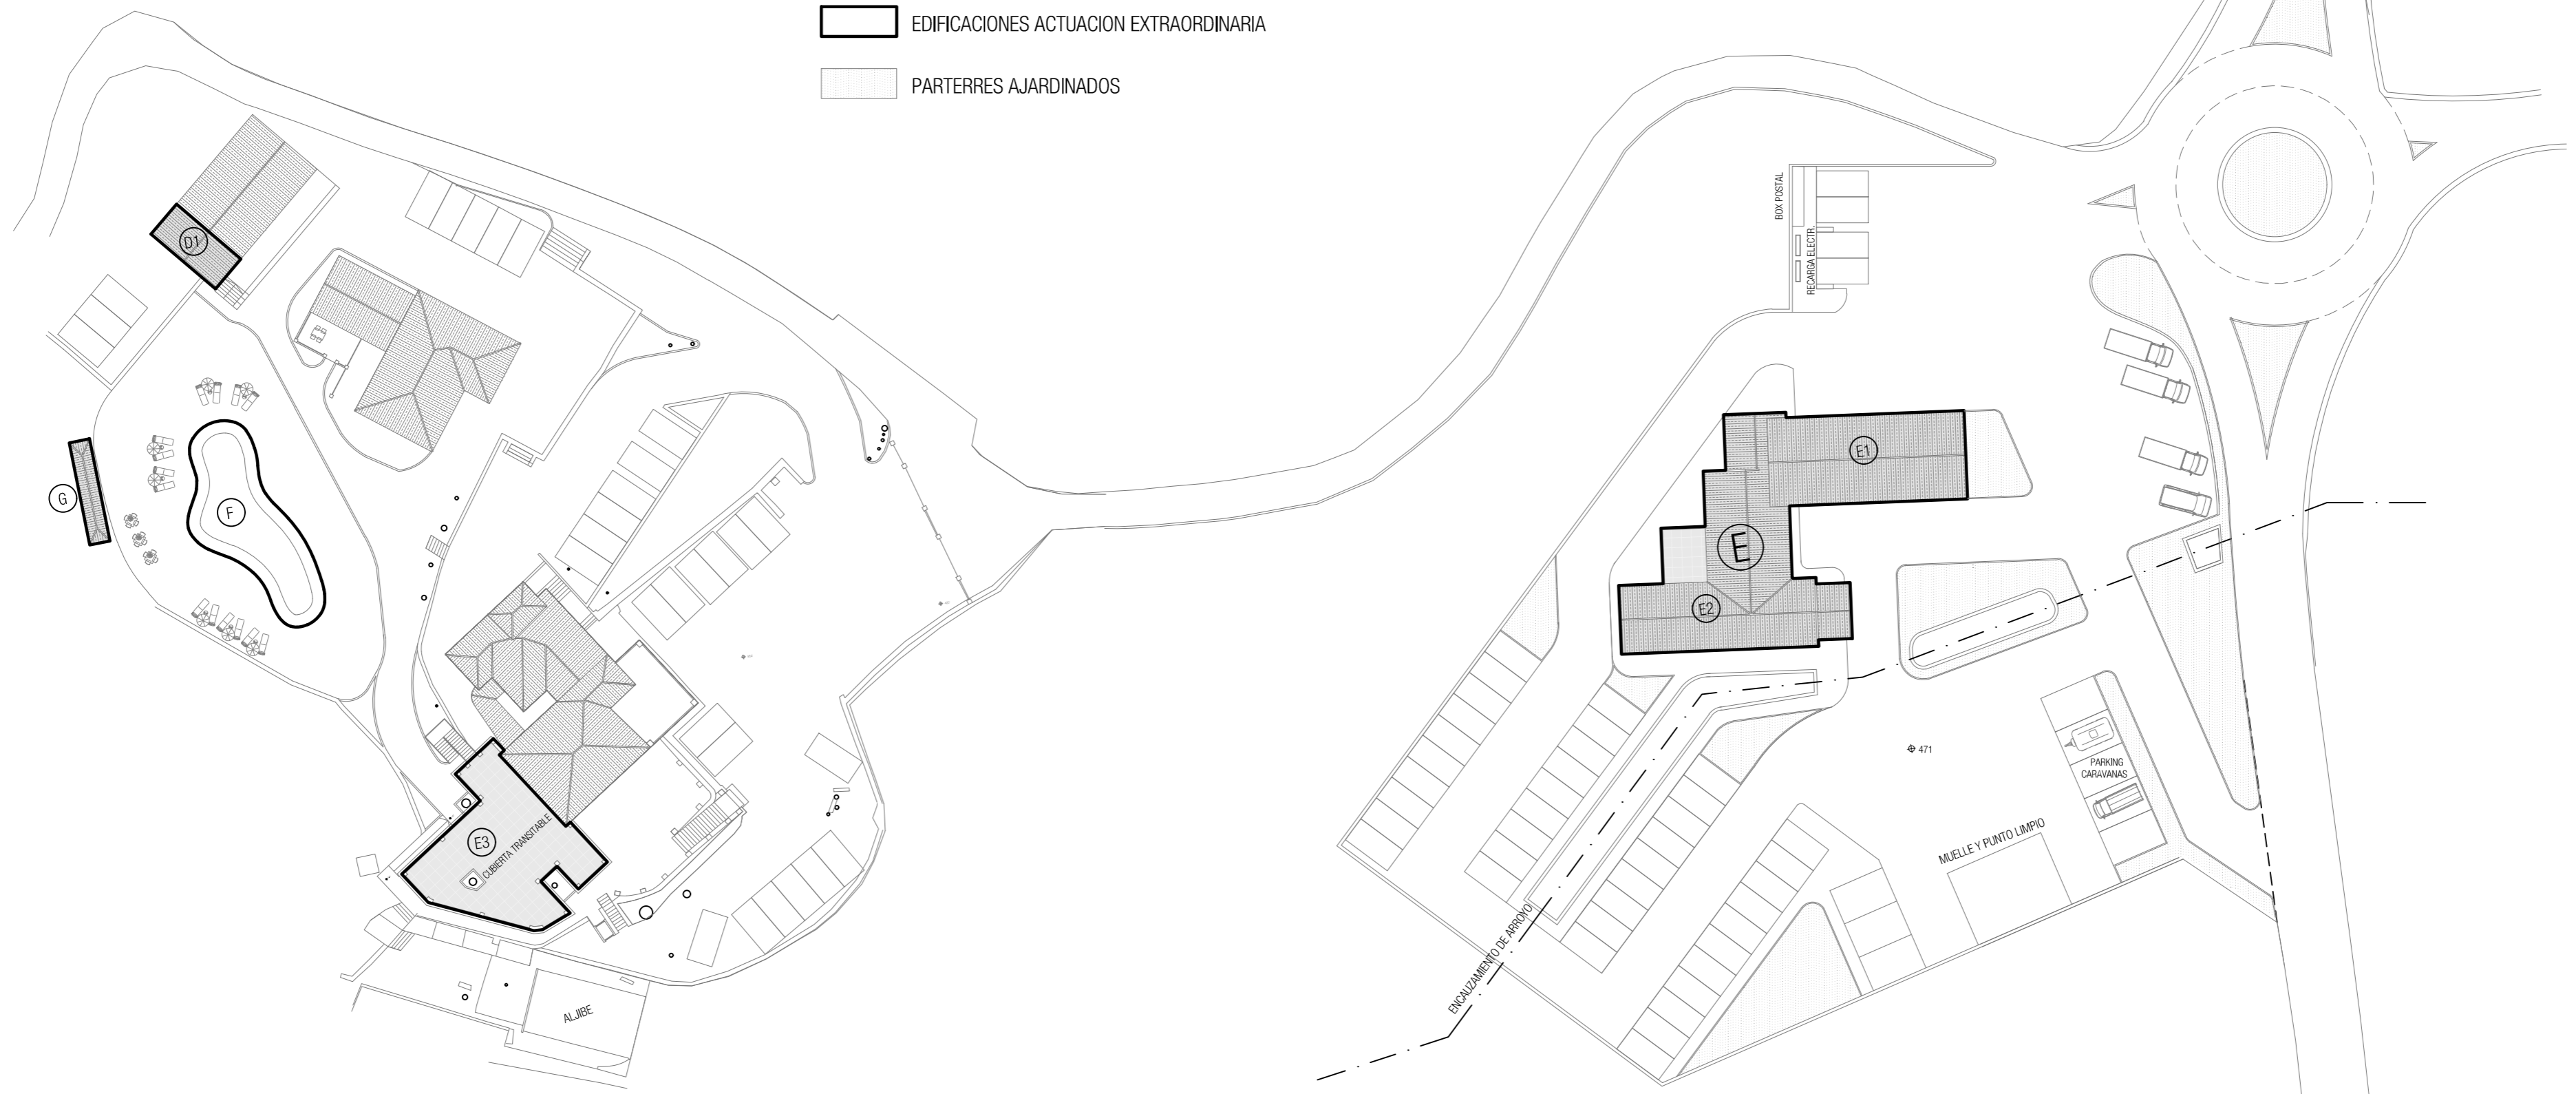 EDIFICACIONES ACTUACION EXTRAORDINARIA
PARTERRES AJARDINADOS
BOX POSTAL
RECARGA ELECTR.
D1
G
F
E1
E
E2
E3
CUBIERTA TRANSITABLE
471
PARKING
CARAVANAS
MUELLE Y PUNTO LIMPIO
ENCAUZAMIENTO DE ARROYO
ALJIBE